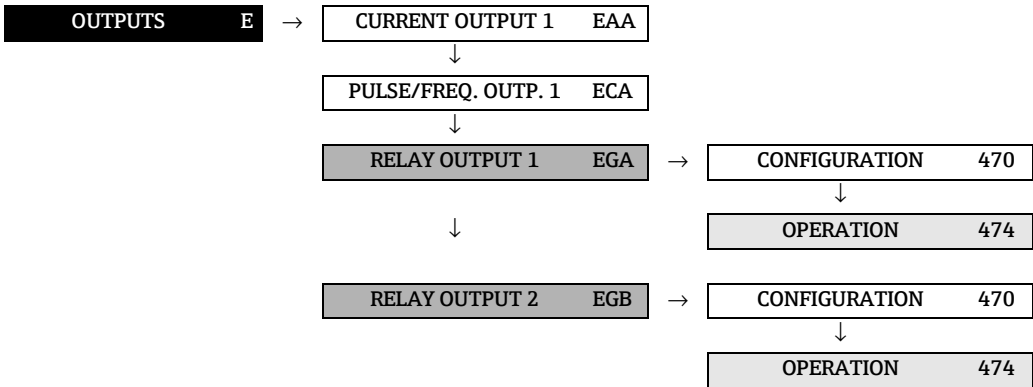 OUTPUTS E → CURRENT OUTPUT 1 EAA
↓
PULSE/FREQ. OUTP. 1 ECA
↓
RELAY OUTPUT 1 EGA → CONFIGURATION 470
↓
↓ OPERATION 474
RELAY OUTPUT 2 EGB → CONFIGURATION 470
↓
OPERATION 474